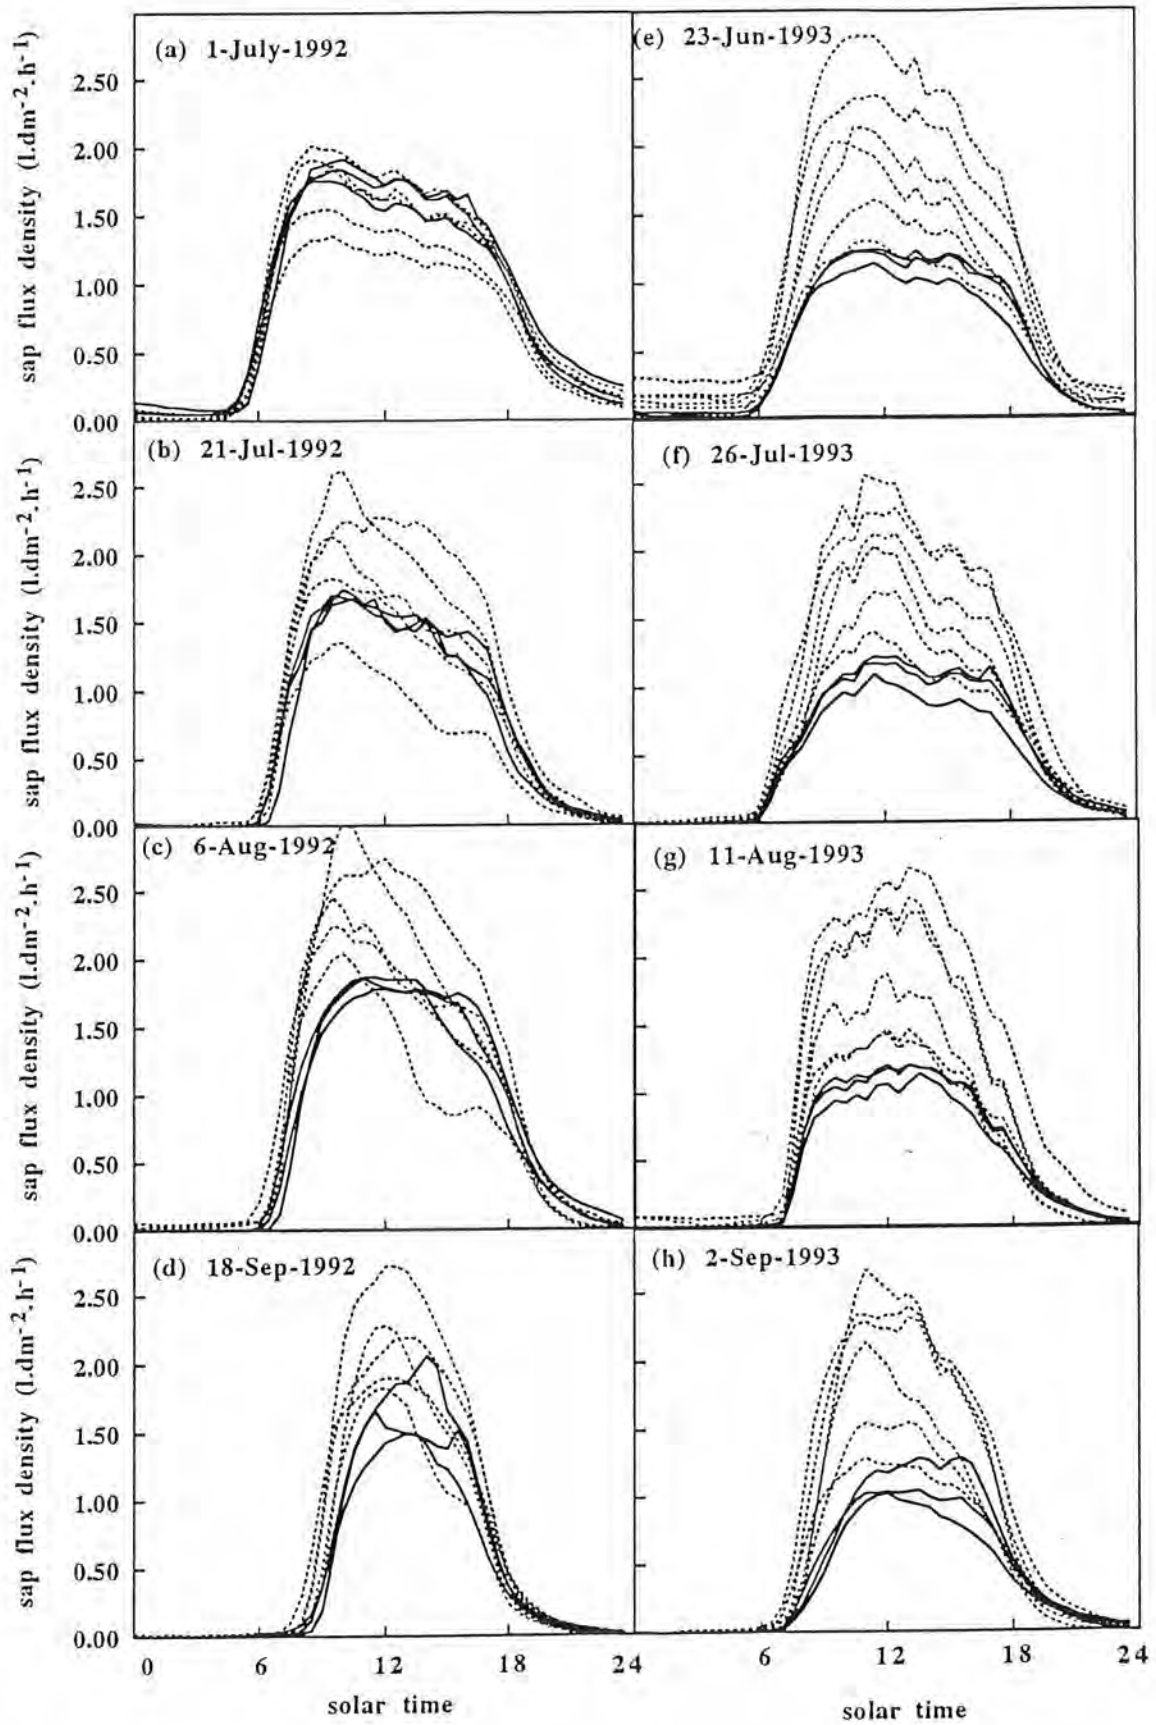 (a) 1-July-1992
2.50
2.00
1.50
1.00
0.50
0.00
sap flux density (l.dm-2.h-1)
(e) 23-Jun-1993
(b) 21-Jul-1992
2.50
2.00
1.50
1.00
0.50
0.00
sap flux density (l.dm-2.h-1)
(f) 26-Jul-1993
(c) 6-Aug-1992
2.50
2.00
1.50
1.00
0.50
0.00
sap flux density (l.dm-2.h-1)
(g) 11-Aug-1993
(d) 18-Sep-1992
2.50
2.00
1.50
1.00
0.50
0.00
sap flux density (l.dm-2.h-1)
(h) 2-Sep-1993
0 6 12 18 24
solar time
6 12 18 24
solar time